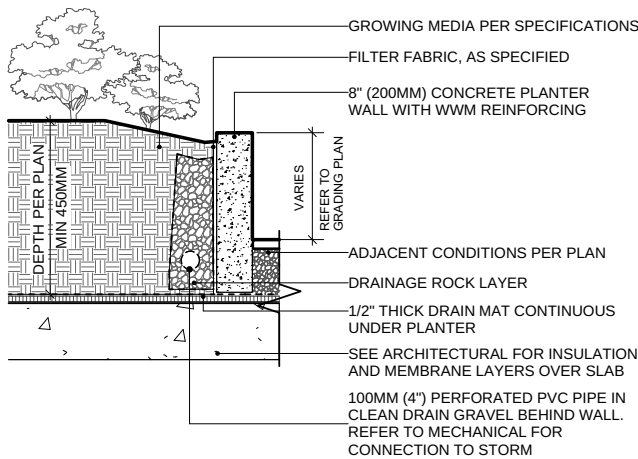 GROWING MEDIA PER SPECIFICATIONS
FILTER FABRIC, AS SPECIFIED
8" (200MM) CONCRETE PLANTER
WALL WITH WWM REINFORCING
DEPTH PER PLAN
MIN 450MM
VARIES
REFER TO
GRADING PLAN
ADJACENT CONDITIONS PER PLAN
DRAINAGE ROCK LAYER
1/2" THICK DRAIN MAT CONTINUOUS
UNDER PLANTER
SEE ARCHITECTURAL FOR INSULATION
AND MEMBRANE LAYERS OVER SLAB
100MM (4") PERFORATED PVC PIPE IN
CLEAN DRAIN GRAVEL BEHIND WALL.
REFER TO MECHANICAL FOR
CONNECTION TO STORM